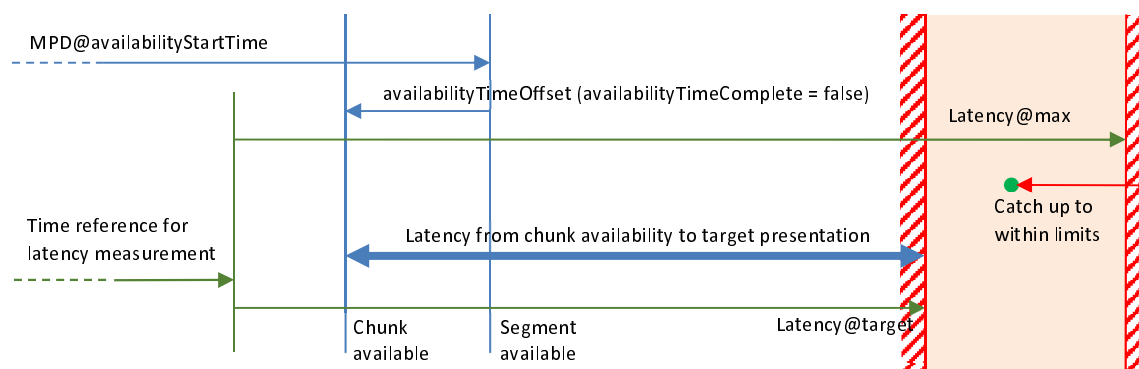 MPD@availabilityStartTime
availabilityTimeOffset (availabilityTimeComplete = false)
Latency@max
Time reference for
latency measurement
Latency from chunk availability to target presentation
Catch up to
within limits
Latency@target
Chunk
available
Segment
available